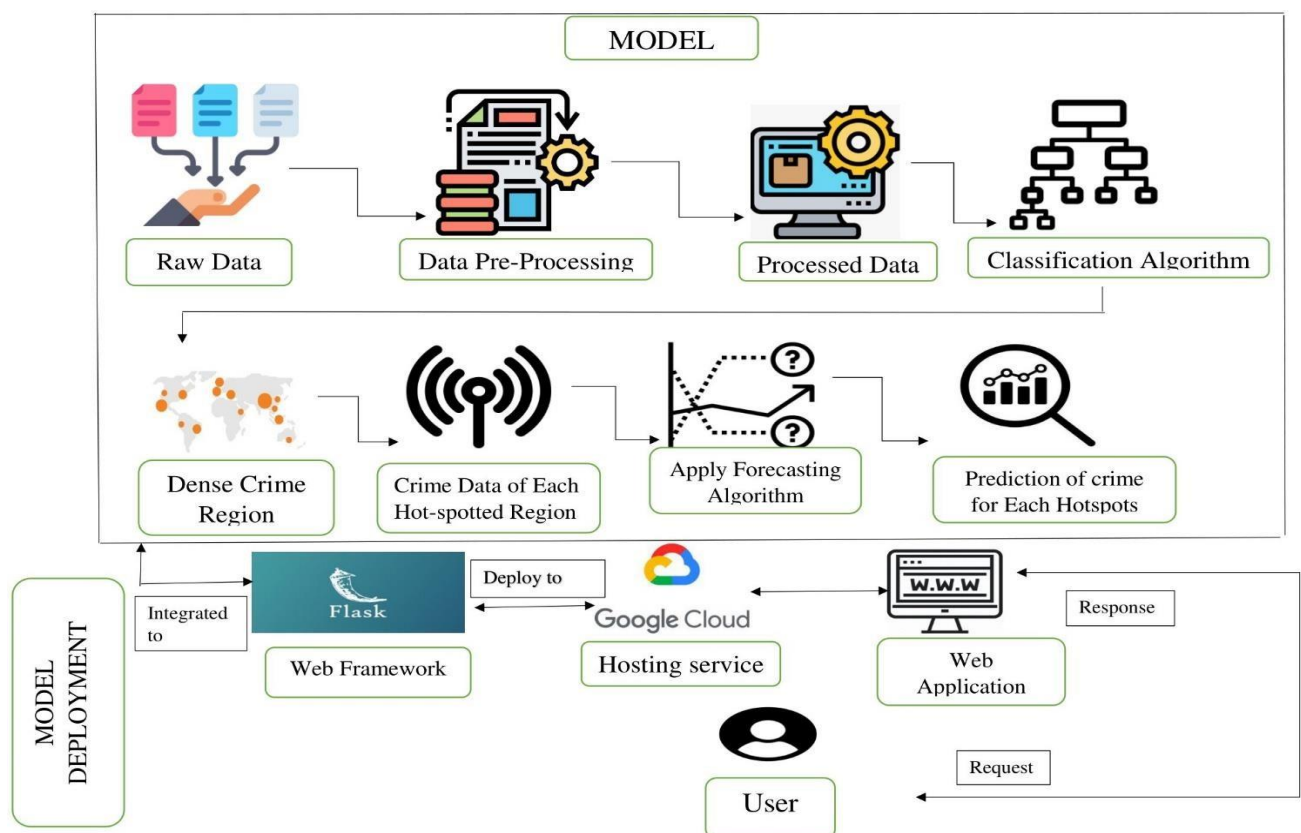 MODEL
Raw Data
Data Pre-Processing
Processed Data
Classification Algorithm
?
?
Dense Crime
Region
Crime Data of Each
Hot-spotted Region
Apply Forecasting
Algorithm
Prediction of crime
for Each Hotspots
MODEL
DEPLOYMENT
Integrated
to
Flask
Web Framework
Deploy to
Google Cloud
Hosting service
W.W.W
Web
Application
Response
Request
User